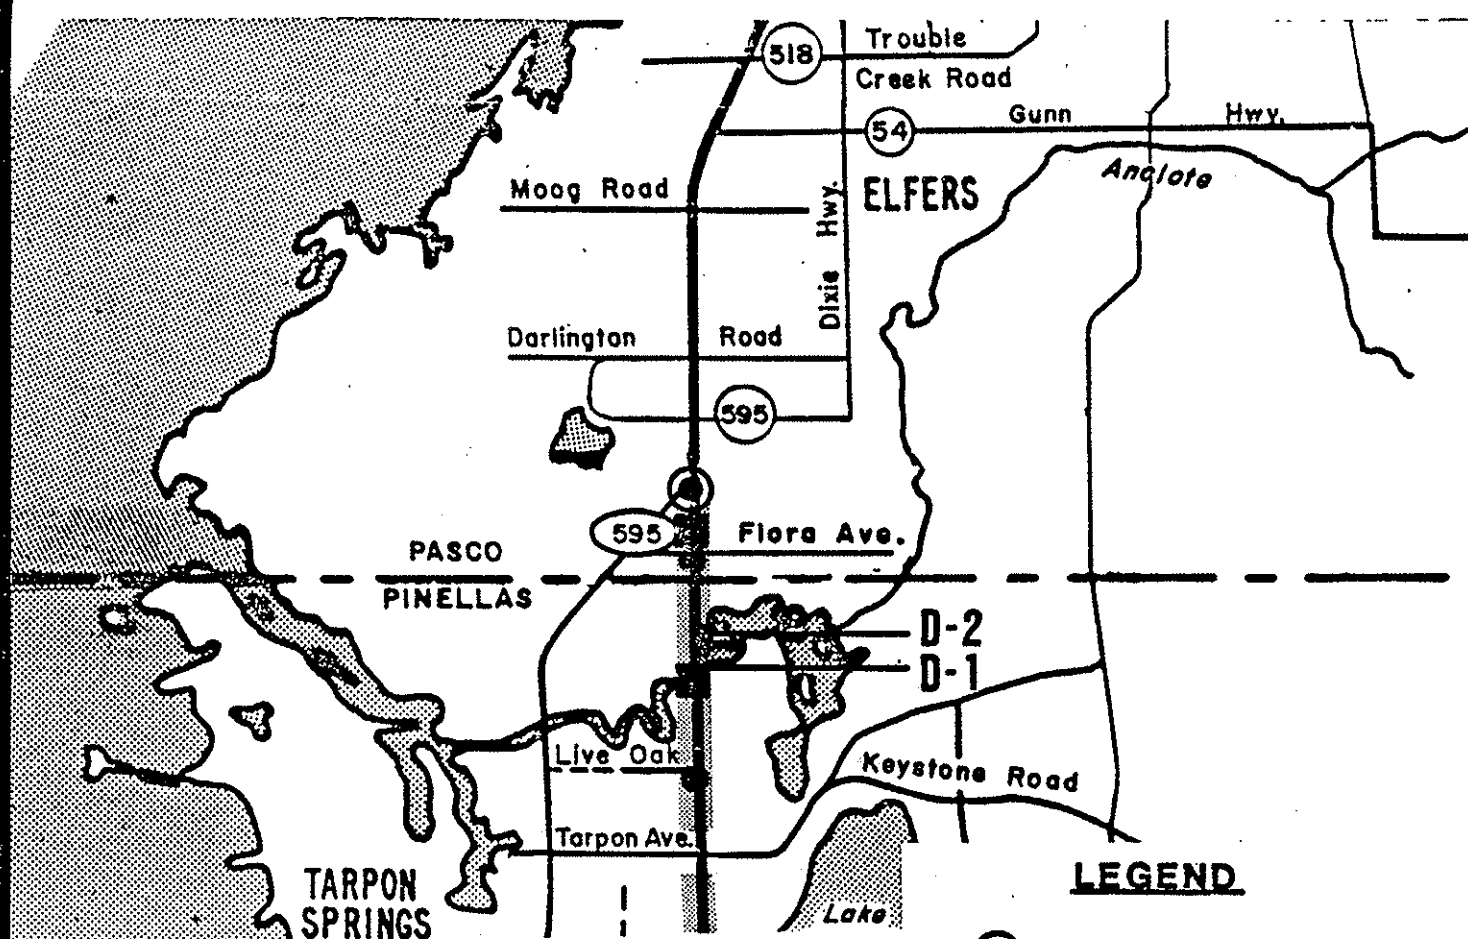 518
Trouble
Creek Road
54
Gunn Hwy.
Anclote
Moog Road
ELFERS
Dixie Hwy.
Darlington Road
595
595
Flora Ave.
PASCO
PINELLAS
D-2
D-1
Live Oak
Keystone Road
Tarpon Ave.
TARPON
SPRINGS
LEGEND
Lake